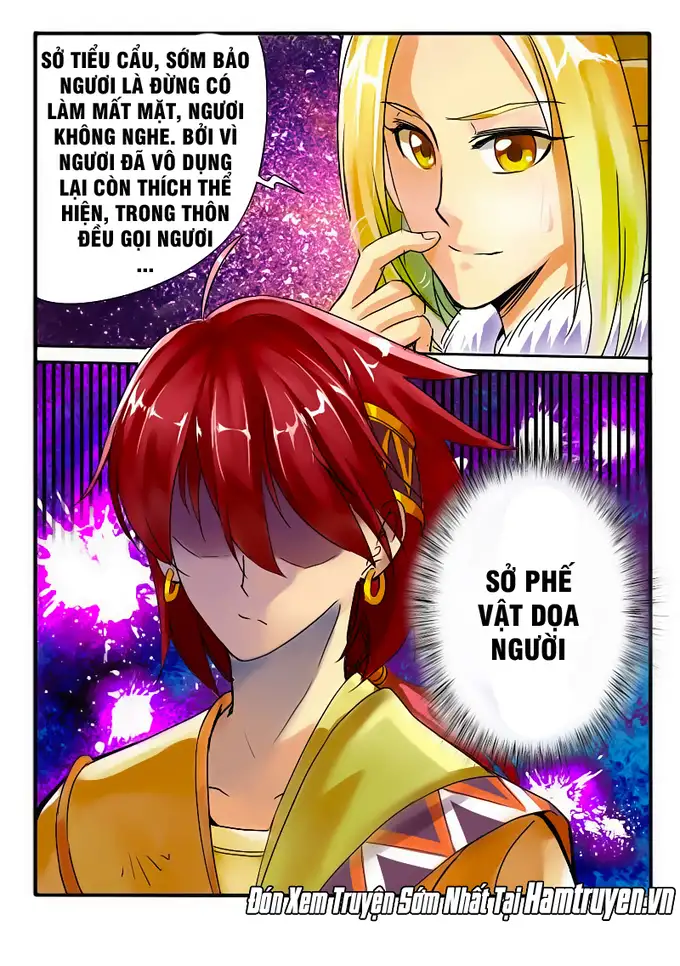 SỞ TIỂU CẨU, SỚM BẢO
NGƯƠI LÀ ĐỪNG CÓ
LÀM MẤT MẶT, NGƯƠI
KHÔNG NGHE. BỞI VÌ
NGƯƠI ĐÃ VÔ DỤNG
LẠI CÒN THÍCH THỂ
HIỆN, TRONG THÔN
ĐỀU GỌI NGƯƠI
...
SỞ PHẾ
VẬT DỌA
NGƯỜI
Đón Xem Truyện Sớm Nhất Tại Hamtruyen.vn